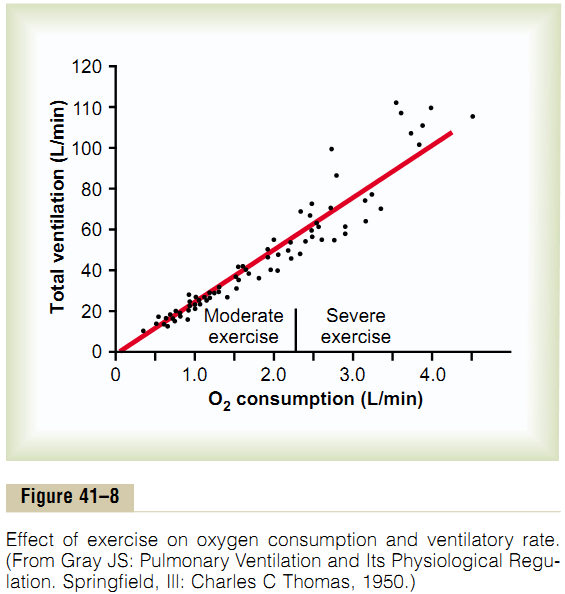 120
110
100
80
60
40
20
0
Total ventilation (L/min)
Moderate exercise
Severe exercise
0 1.0 2.0 3.0 4.0
O₂ consumption (L/min)
Figure 41–8
Effect of exercise on oxygen consumption and ventilatory rate.
(From Gray JS: Pulmonary Ventilation and Its Physiological Regu-
lation. Springfield, Ill: Charles C Thomas, 1950.)